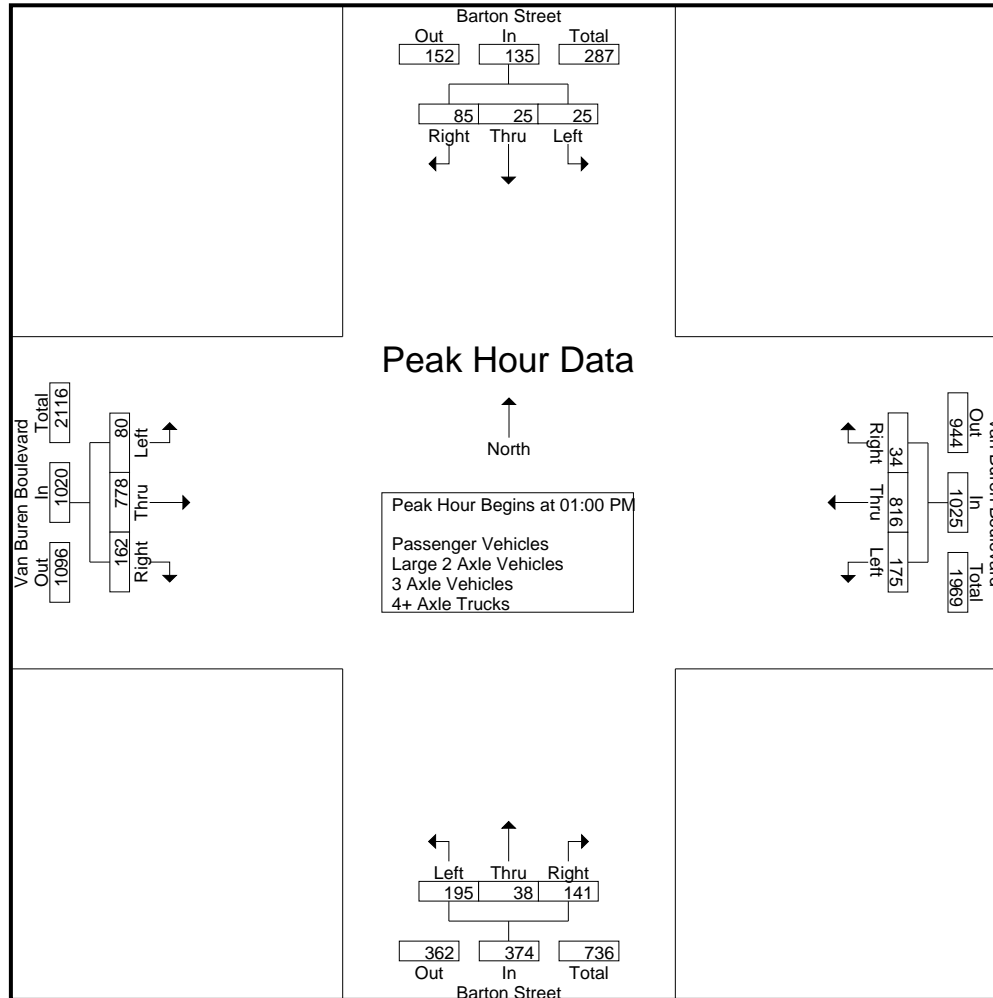 Barton Street
Out In Total
152 135 287
85 25 25
Right Thru Left
Peak Hour Data
North
Peak Hour Begins at 01:00 PM
Passenger Vehicles
Large 2 Axle Vehicles
3 Axle Vehicles
4+ Axle Trucks
Van Buren Boulevard
Out In Total
1096 1020 2116
162 778 80
Right Thru Left
Van Buren Boulevard
Out In Total
944 1025 1969
34 816 175
Right Thru Left
Left Thru Right
195 38 141
362 374 736
Out In Total
Barton Street